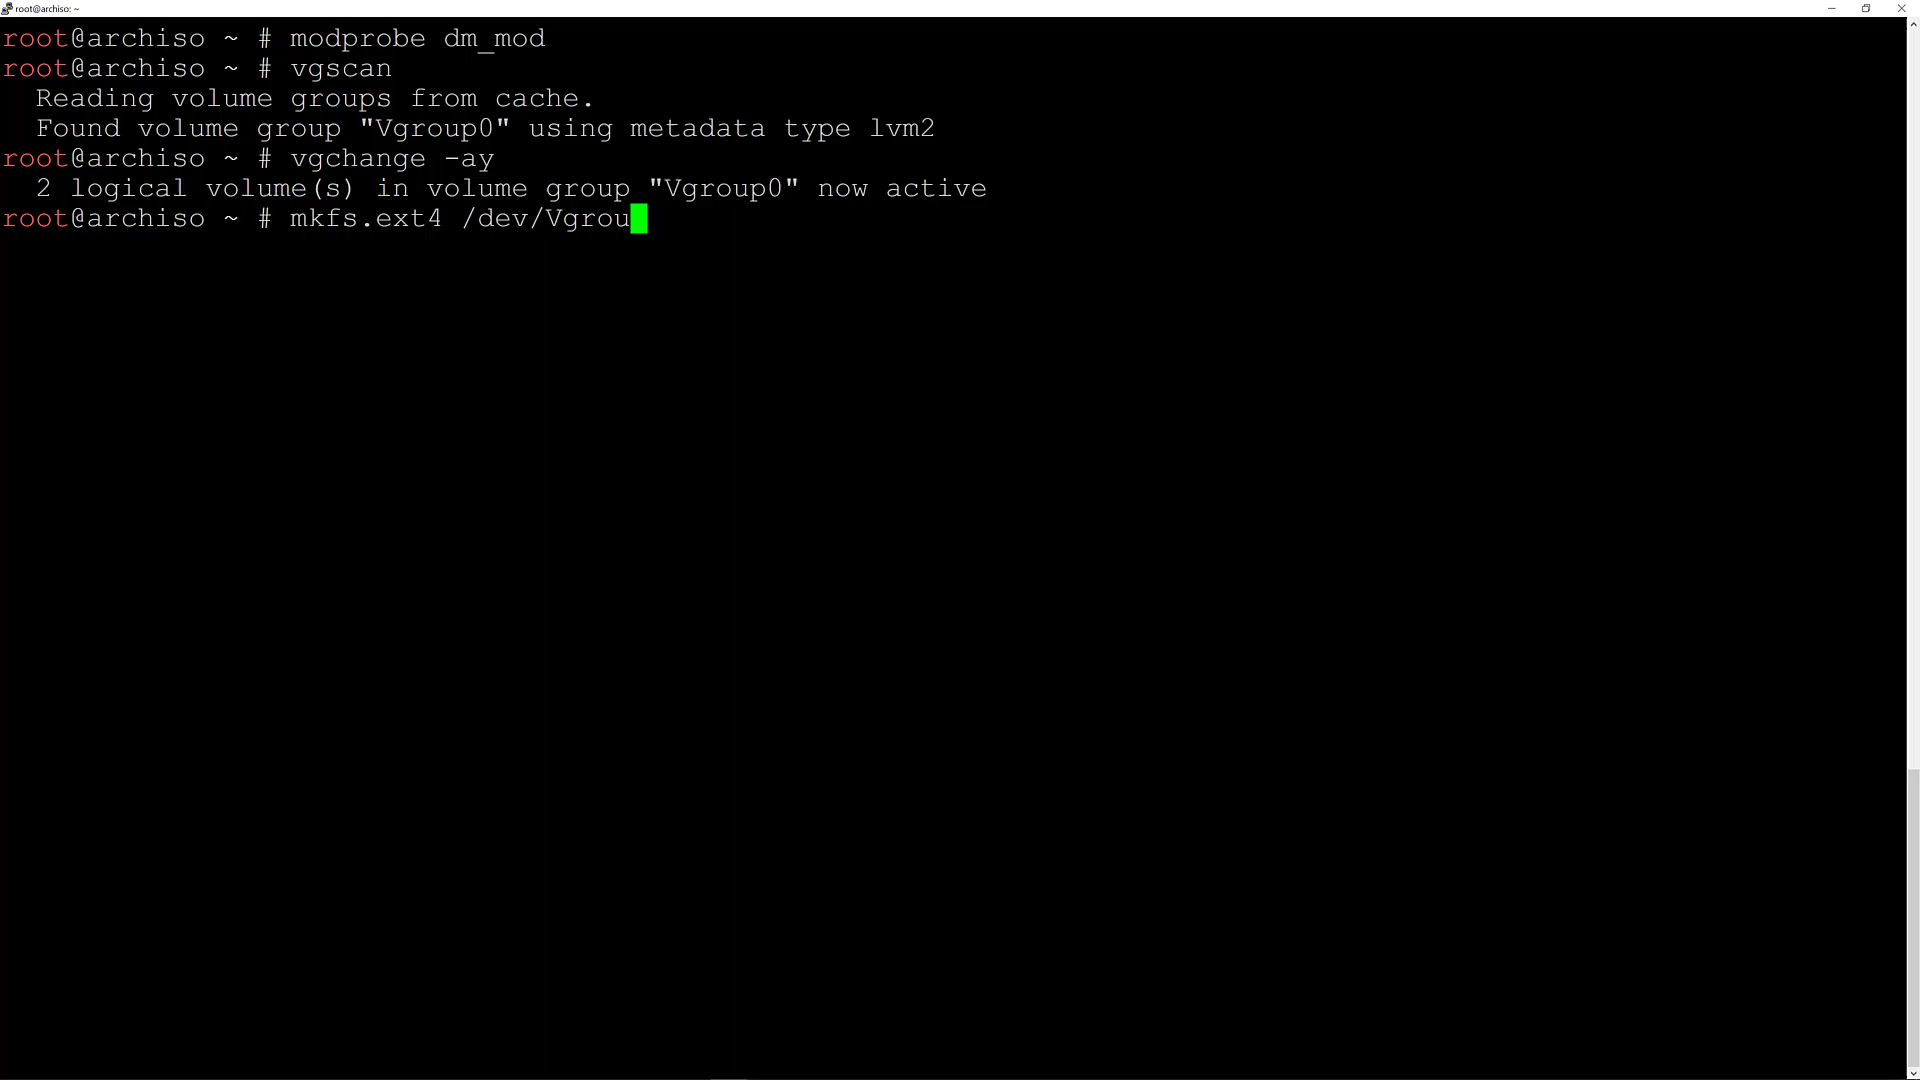 root@archiso: ~
root@archiso ~ # modprobe dm_mod
root@archiso ~ # vgscan
  Reading volume groups from cache.
  Found volume group "Vgroup0" using metadata type lvm2
root@archiso ~ # vgchange -ay
  2 logical volume(s) in volume group "Vgroup0" now active
root@archiso ~ # mkfs.ext4 /dev/Vgrou